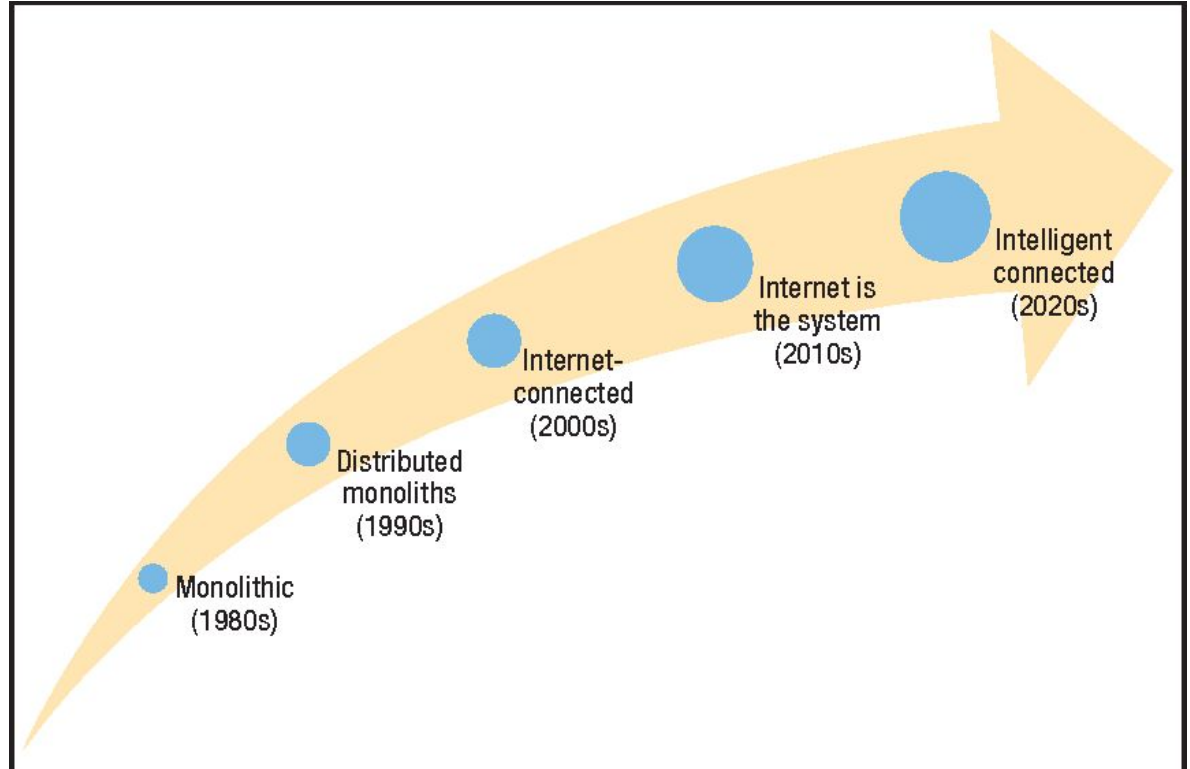 Monolithic
(1980s)
Distributed
monoliths
(1990s)
Internet-
connected
(2000s)
Internet is
the system
(2010s)
Intelligent
connected
(2020s)